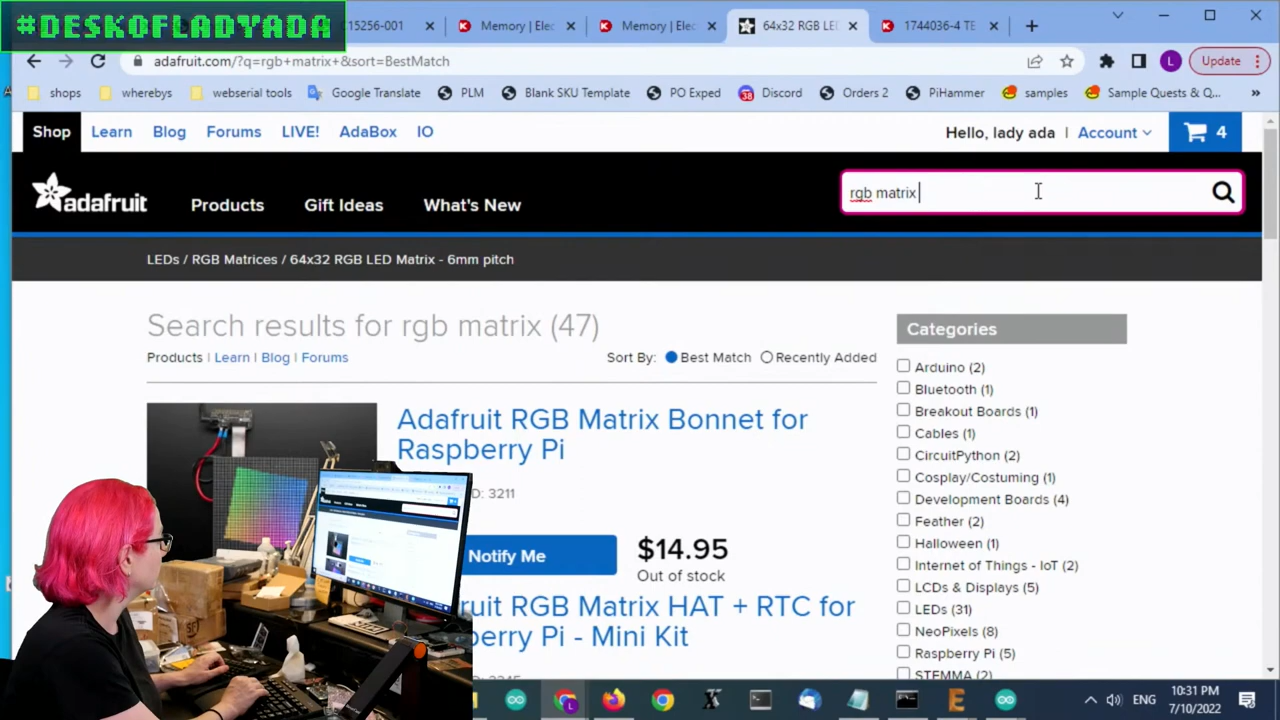 #DESKOFLADYADA
015256-001
Memory | Elec
Memory | Elec
64x32 RGB LE
1744036-4 TE
adafruit.com/?q=rgb+matrix+&sort=BestMatch
Update
shops
wherebys
webserial tools
Google Translate
PLM
Blank SKU Template
PO Exped
38
Discord
Orders 2
PiHammer
samples
Sample Quests & Q...
»
Shop
Learn
Blog
Forums
LIVE!
AdaBox
IO
Hello, lady ada | Account
4
adafruit
Products
Gift Ideas
What's New
rgb matrix
LEDs / RGB Matrices / 64x32 RGB LED Matrix - 6mm pitch
Search results for rgb matrix (47)
Products | Learn | Blog | Forums
Sort By: Best Match Recently Added
Adafruit RGB Matrix Bonnet for
Raspberry Pi
ID: 3211
Notify Me
$14.95
Out of stock
fruit RGB Matrix HAT + RTC for
berry Pi - Mini Kit
Categories
Arduino (2)
Bluetooth (1)
Breakout Boards (1)
Cables (1)
CircuitPython (2)
Cosplay/Costuming (1)
Development Boards (4)
Feather (2)
Halloween (1)
Internet of Things - IoT (2)
LCDs & Displays (5)
LEDs (31)
NeoPixels (8)
Raspberry Pi (5)
STEMMA (2)
ENG
10:31 PM
7/10/2022